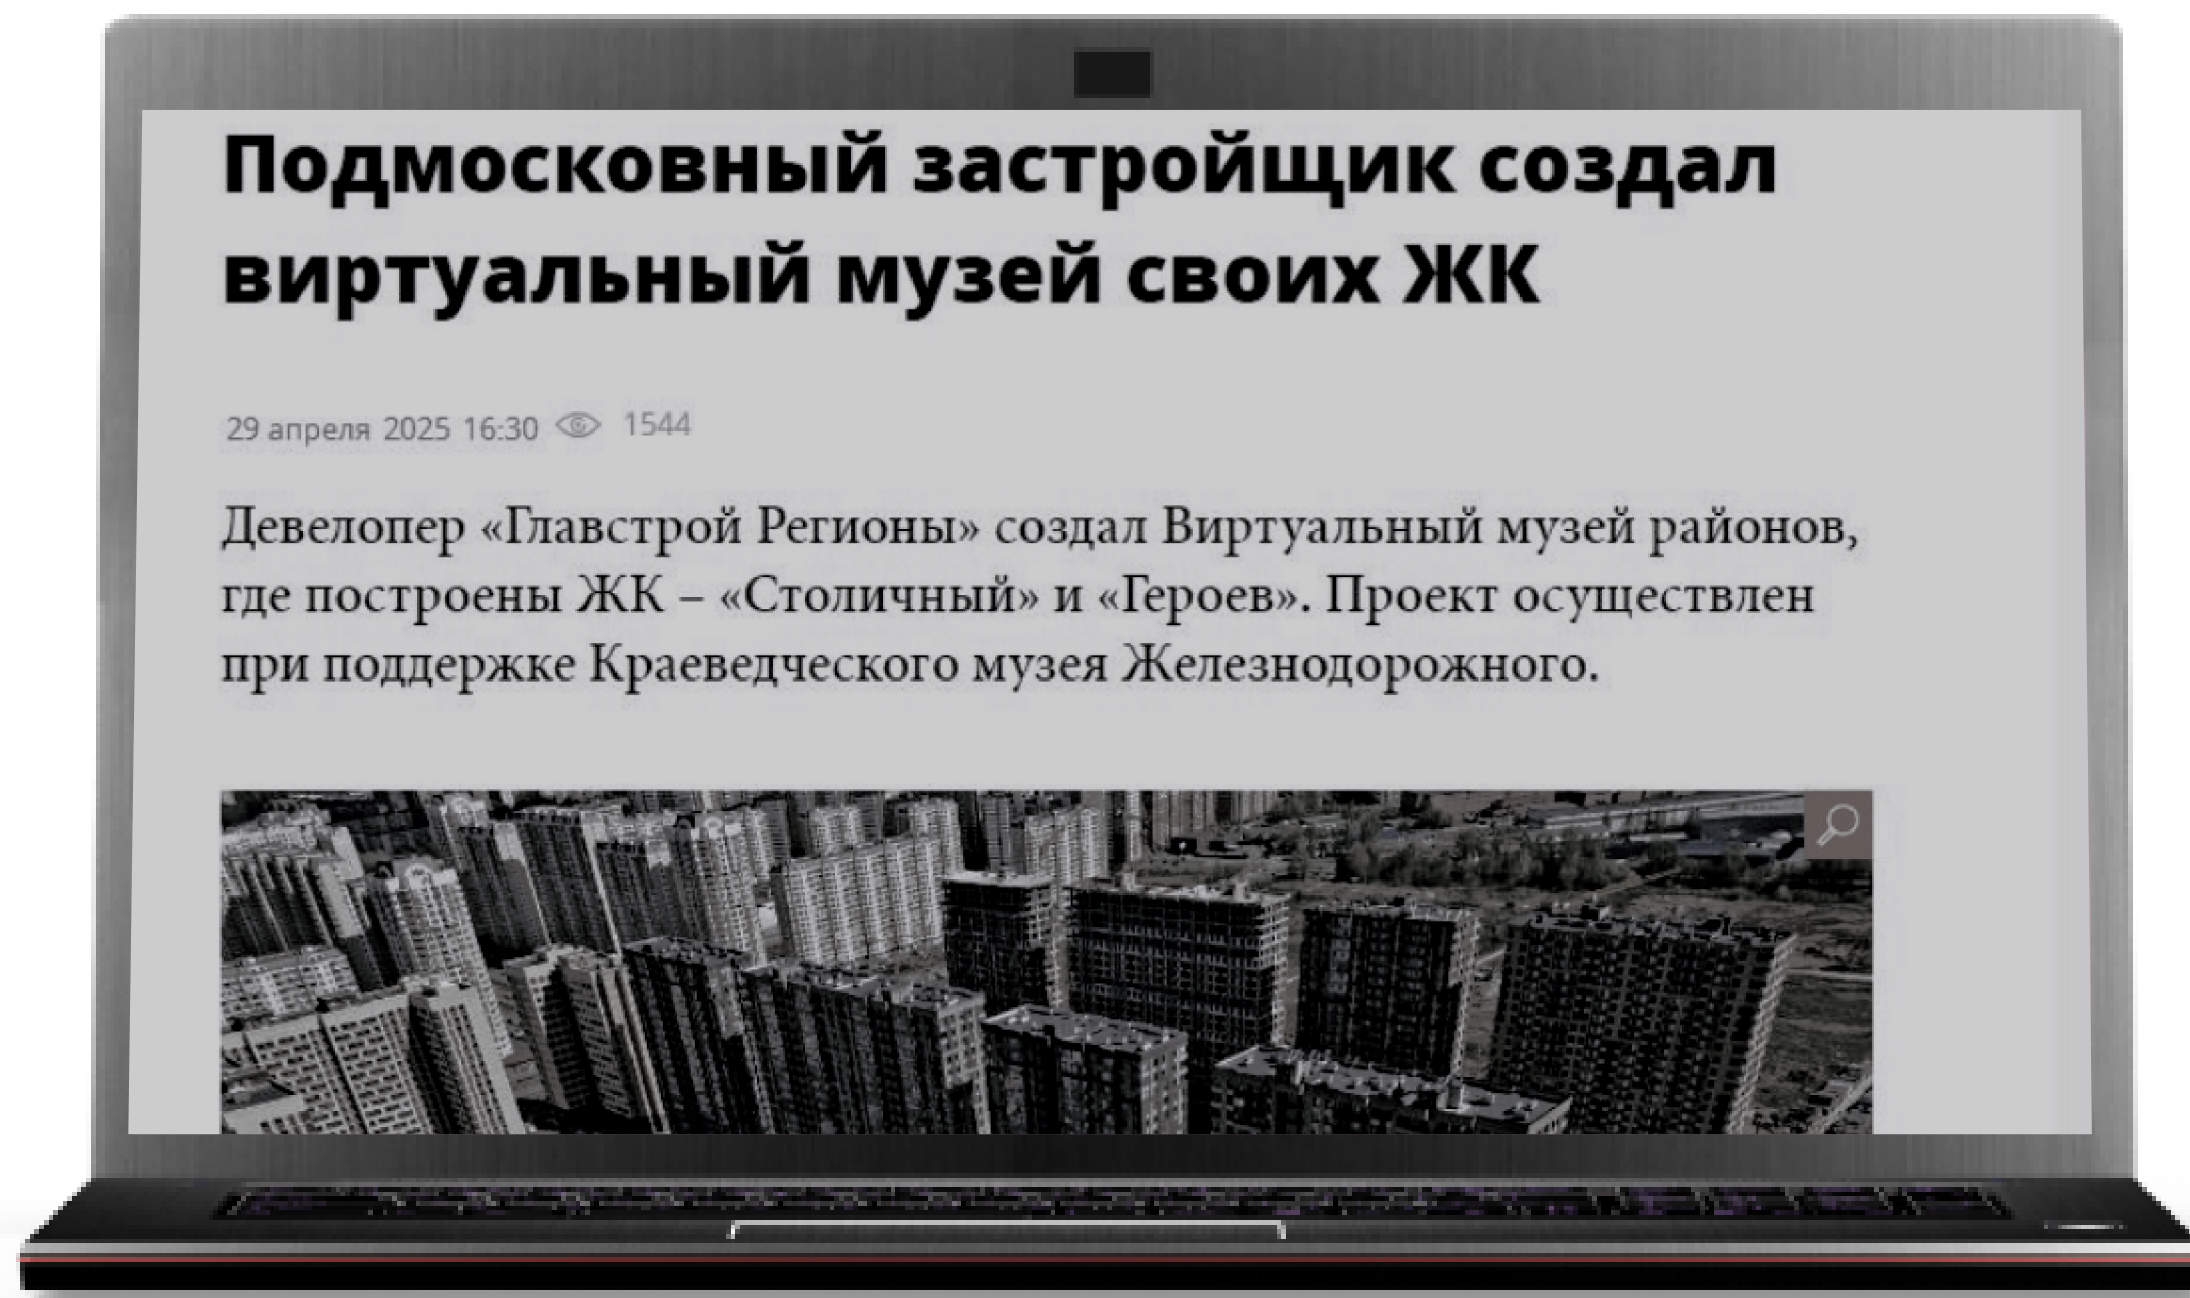 Подмосковный застройщик создал
виртуальный музей своих ЖК
29 апреля 2025 16:30 1544
Девелопер «Главстрой Регионы» создал Виртуальный музей районов,
где построены ЖК – «Столичный» и «Героев». Проект осуществлен
при поддержке Краеведческого музея Железнодорожного.